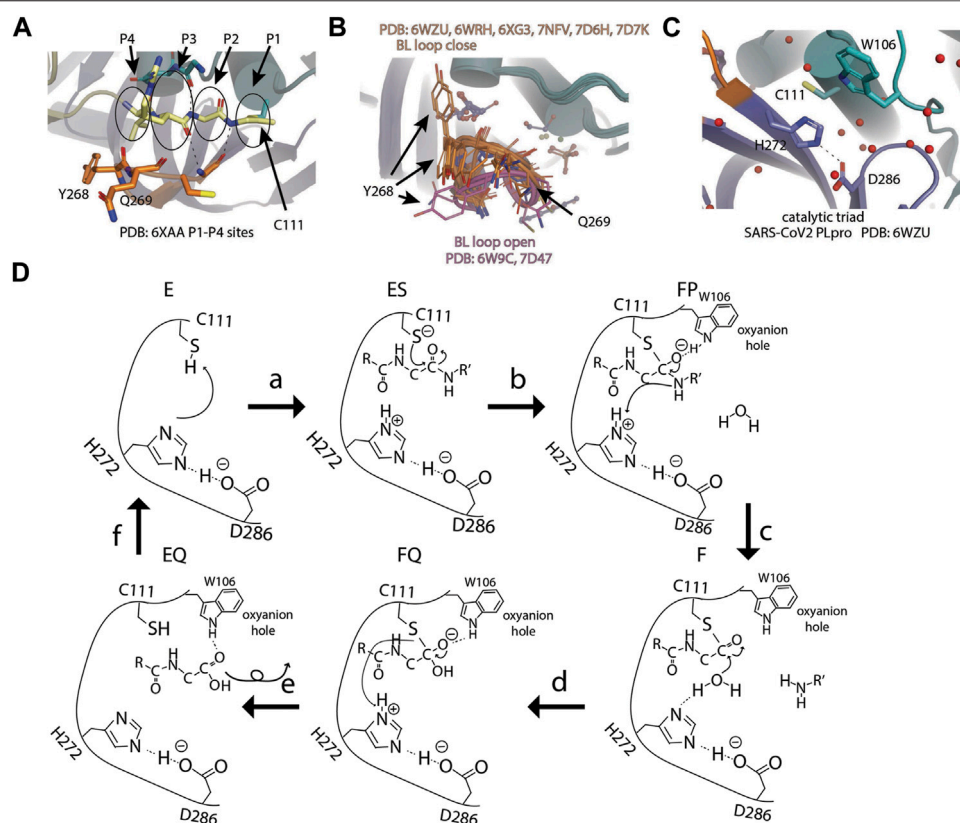 A
P4
P3
P2
P1
Y268
Q269
C111
PDB: 6XAA P1-P4 sites
B
PDB: 6WZU, 6WRH, 6XG3, 7NFV, 7D6H, 7D7K
BL loop close
Y268
Q269
BL loop open
PDB: 6W9C, 7D47
C
W106
C111
H272
D286
catalytic triad
SARS-CoV2 PLpro PDB: 6WZU
D
E
C111
S
H
N
N
H
⊖
O
O
H272
D286
a
ES
C111
S⊖
R
H
N
C
O
C
C
O
N
H
R'
H
N
⊕
N
H
⊖
O
O
H272
D286
b
FP
W106
C111
oxyanion
hole
S
O⊖
H
N
R
H
N
C
O
C
C
N
H
R'
H
N
⊕
N
H
⊖
O
O
H
O
H
H272
D286
c
F
W106
C111
oxyanion
hole
N
H
S
R
H
N
C
O
C
C
O
H
O
H
H
N
H
R'
N
N
H
⊖
O
O
H272
D286
d
FQ
W106
C111
oxyanion
hole
N
H
S
O⊖
R
H
N
C
O
C
C
OH
H
N
⊕
N
H
⊖
O
O
H272
D286
e
EQ
W106
C111
oxyanion
hole
N
H
SH
R
H
N
C
O
C
C
O
OH
N
N
H
⊖
O
O
H272
D286
f